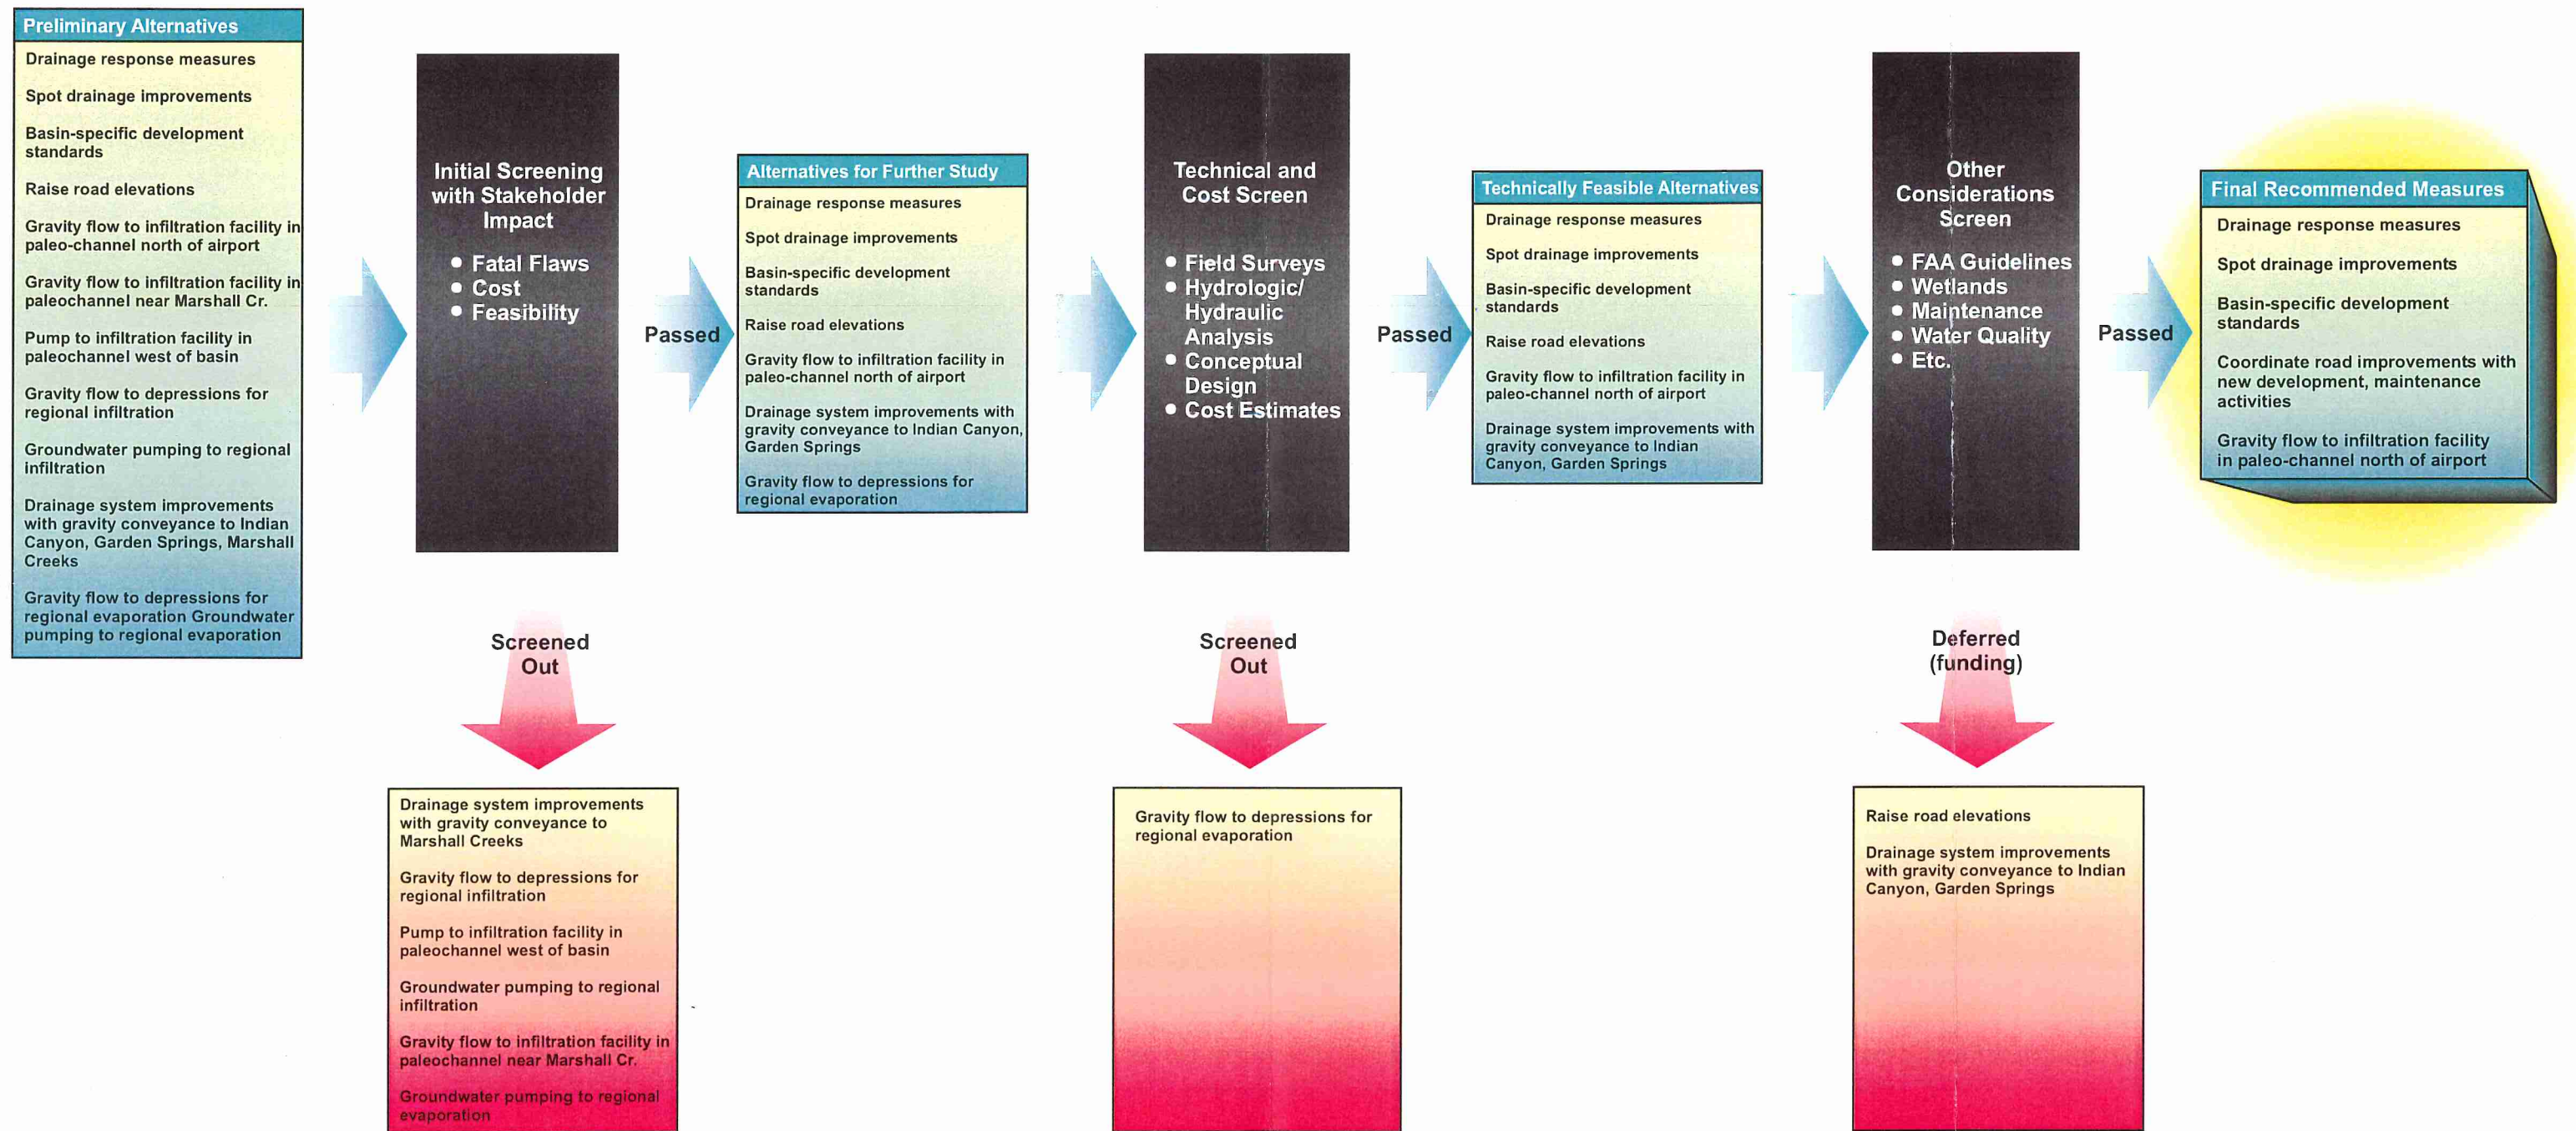 Preliminary Alternatives
Drainage response measures
Spot drainage improvements
Basin-specific development
standards
Raise road elevations
Gravity flow to infiltration facility in
paleo-channel north of airport
Gravity flow to infiltration facility in
paleochannel near Marshall Cr.
Pump to infiltration facility in
paleochannel west of basin
Gravity flow to depressions for
regional infiltration
Groundwater pumping to regional
infiltration
Drainage system improvements
with gravity conveyance to Indian
Canyon, Garden Springs, Marshall
Creeks
Gravity flow to depressions for
regional evaporation Groundwater
pumping to regional evaporation
Initial Screening
with Stakeholder
Impact
• Fatal Flaws
• Cost
• Feasibility
Screened
Out
Drainage system improvements
with gravity conveyance to
Marshall Creeks
Gravity flow to depressions for
regional infiltration
Pump to infiltration facility in
paleochannel west of basin
Groundwater pumping to regional
infiltration
Gravity flow to infiltration facility in
paleochannel near Marshall Cr.
Groundwater pumping to regional
evaporation
Passed
Alternatives for Further Study
Drainage response measures
Spot drainage improvements
Basin-specific development
standards
Raise road elevations
Gravity flow to infiltration facility in
paleo-channel north of airport
Drainage system improvements with
gravity conveyance to Indian Canyon,
Garden Springs
Gravity flow to depressions for
regional evaporation
Technical and
Cost Screen
• Field Surveys
• Hydrologic/
Hydraulic
Analysis
• Conceptual
Design
• Cost Estimates
Screened
Out
Gravity flow to depressions for
regional evaporation
Passed
Technically Feasible Alternatives
Drainage response measures
Spot drainage improvements
Basin-specific development
standards
Raise road elevations
Gravity flow to infiltration facility in
paleo-channel north of airport
Drainage system improvements with
gravity conveyance to Indian
Canyon, Garden Springs
Other
Considerations
Screen
• FAA Guidelines
• Wetlands
• Maintenance
• Water Quality
• Etc.
Deferred
(funding)
Raise road elevations
Drainage system improvements
with gravity conveyance to Indian
Canyon, Garden Springs
Passed
Final Recommended Measures
Drainage response measures
Spot drainage improvements
Basin-specific development
standards
Coordinate road improvements with
new development, maintenance
activities
Gravity flow to infiltration facility
in paleo-channel north of airport